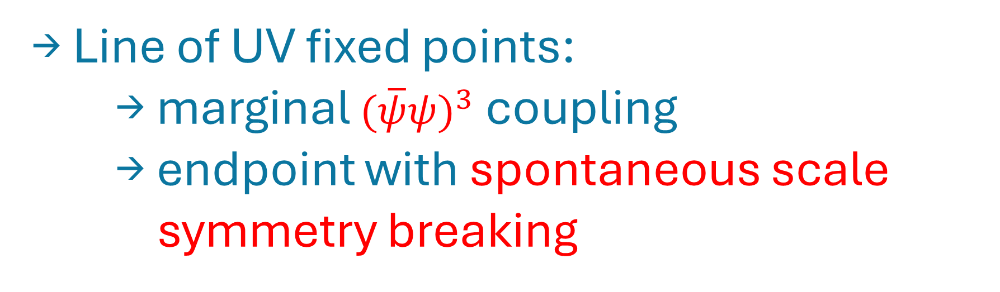 → Line of UV fixed points:
→ marginal (ψ̄ψ)³ coupling
→ endpoint with spontaneous scale
symmetry breaking